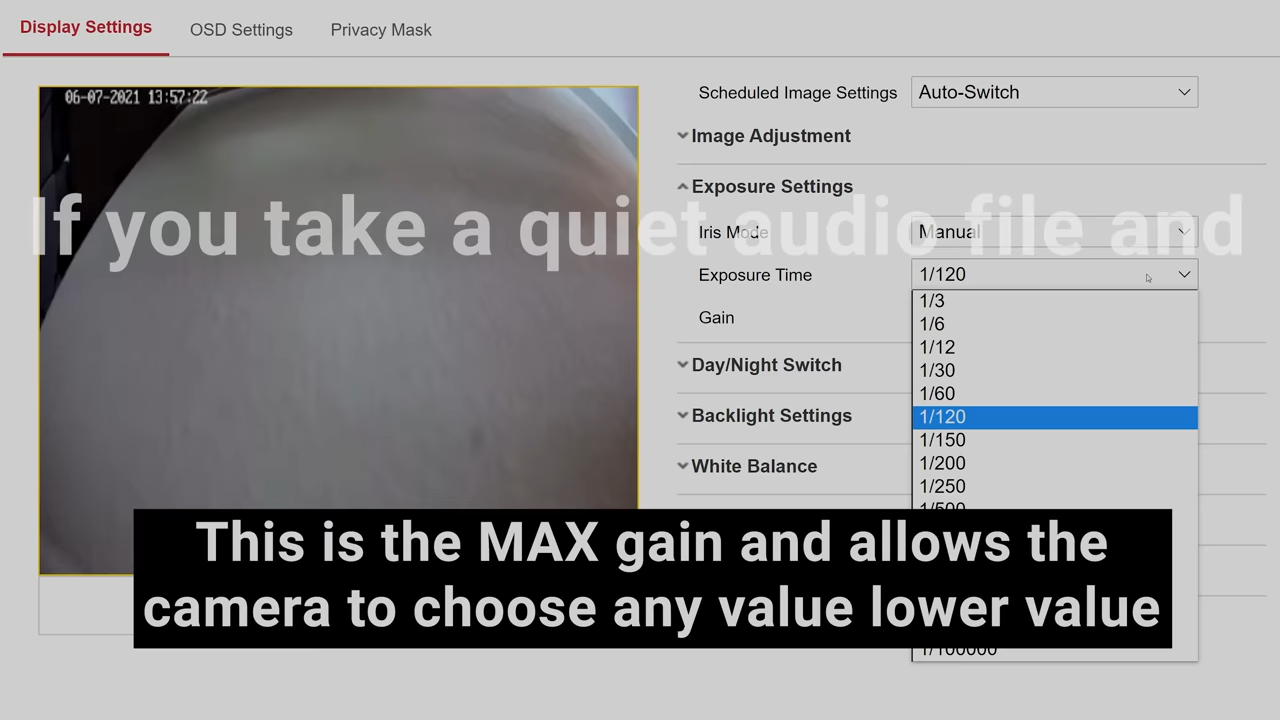 Display Settings
OSD Settings
Privacy Mask
06-07-2021 13:57:22
Scheduled Image Settings
Auto-Switch
Image Adjustment
Exposure Settings
If you take a quiet audio file and
Iris Mode
Manual
Exposure Time
1/120
1/3
1/6
1/12
1/30
1/60
1/120
1/150
1/200
1/250
1/500
1/100000
Gain
Day/Night Switch
Backlight Settings
White Balance
This is the MAX gain and allows the
camera to choose any value lower value